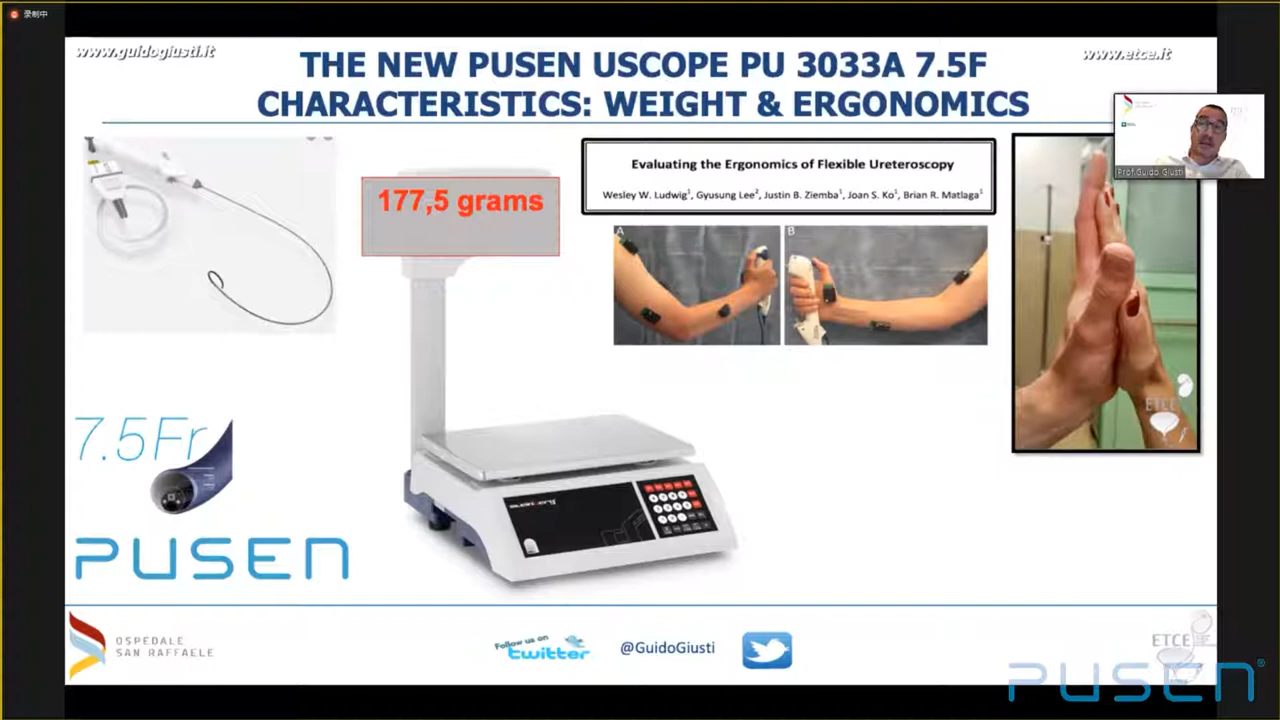 录制中
www.guidogiusti.it
www.etce.it
THE NEW PUSEN USCOPE PU 3033A 7.5F
CHARACTERISTICS: WEIGHT & ERGONOMICS
Prof.Guido Giusti
177,5 grams
Evaluating the Ergonomics of Flexible Ureteroscopy
Wesley W. Ludwig¹, Gyusung Lee², Justin B. Ziemba¹, Joan S. Ko¹, Brian R. Matlaga¹
A
B
ETCE
7.5Fr
PUSEN
OSPEDALE
SAN RAFFAELE
Follow us on
twitter
@GuidoGiusti
ETCE
PUSEN®